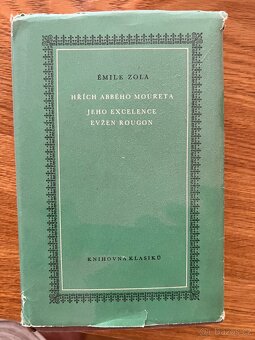 ÉMILE ZOLA
HŘÍCH ABBÉHO MOURETA
JEHO EXCELENCE
EVŽEN ROUGON
KNIHOVNA KLASIKŮ